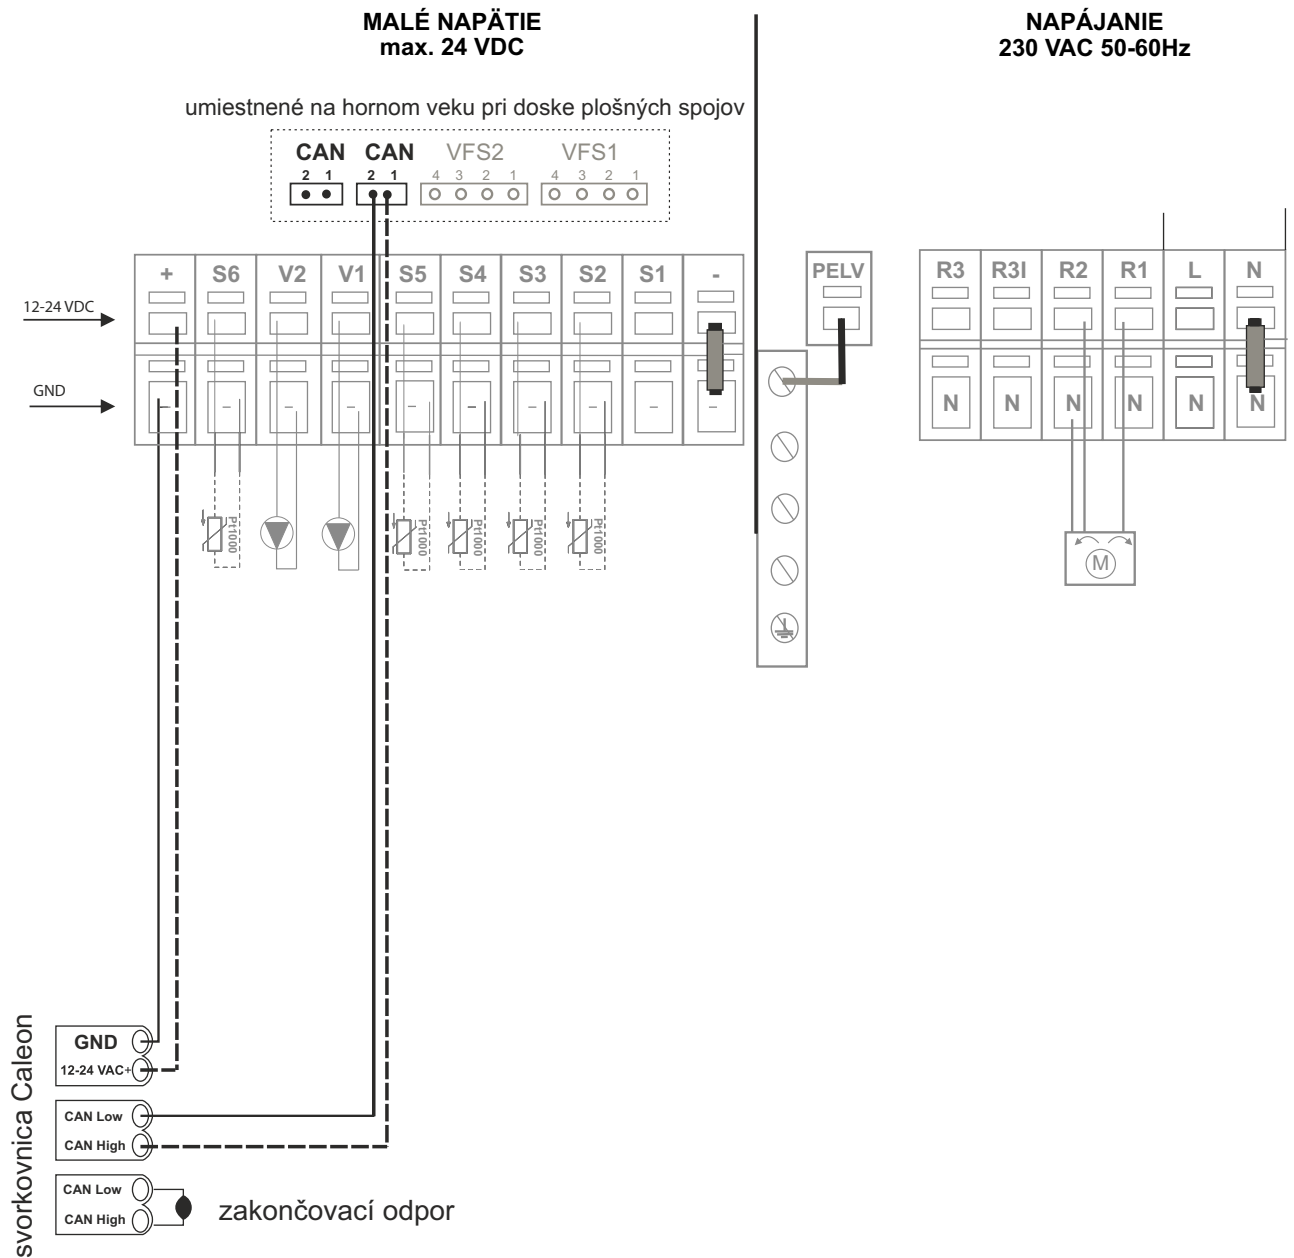 MALÉ NAPÄTIE
max. 24 VDC
NAPÁJANIE
230 VAC 50-60Hz
umiestnené na hornom veku pri doske plošných spojov
CAN CAN VFS2 VFS1
2 1 2 1 4 3 2 1 4 3 2 1
+ S6 V2 V1 S5 S4 S3 S2 S1 -
PELV
R3 R3I R2 R1 L N
12-24 VDC
GND
- - - - - - - - - -
N N N N N N
Pt1000 Pt1000 Pt1000 Pt1000 Pt1000
M
svorkovnica Caleon
GND
12-24 VAC+
CAN Low
CAN High
CAN Low
CAN High
zakončovací odpor